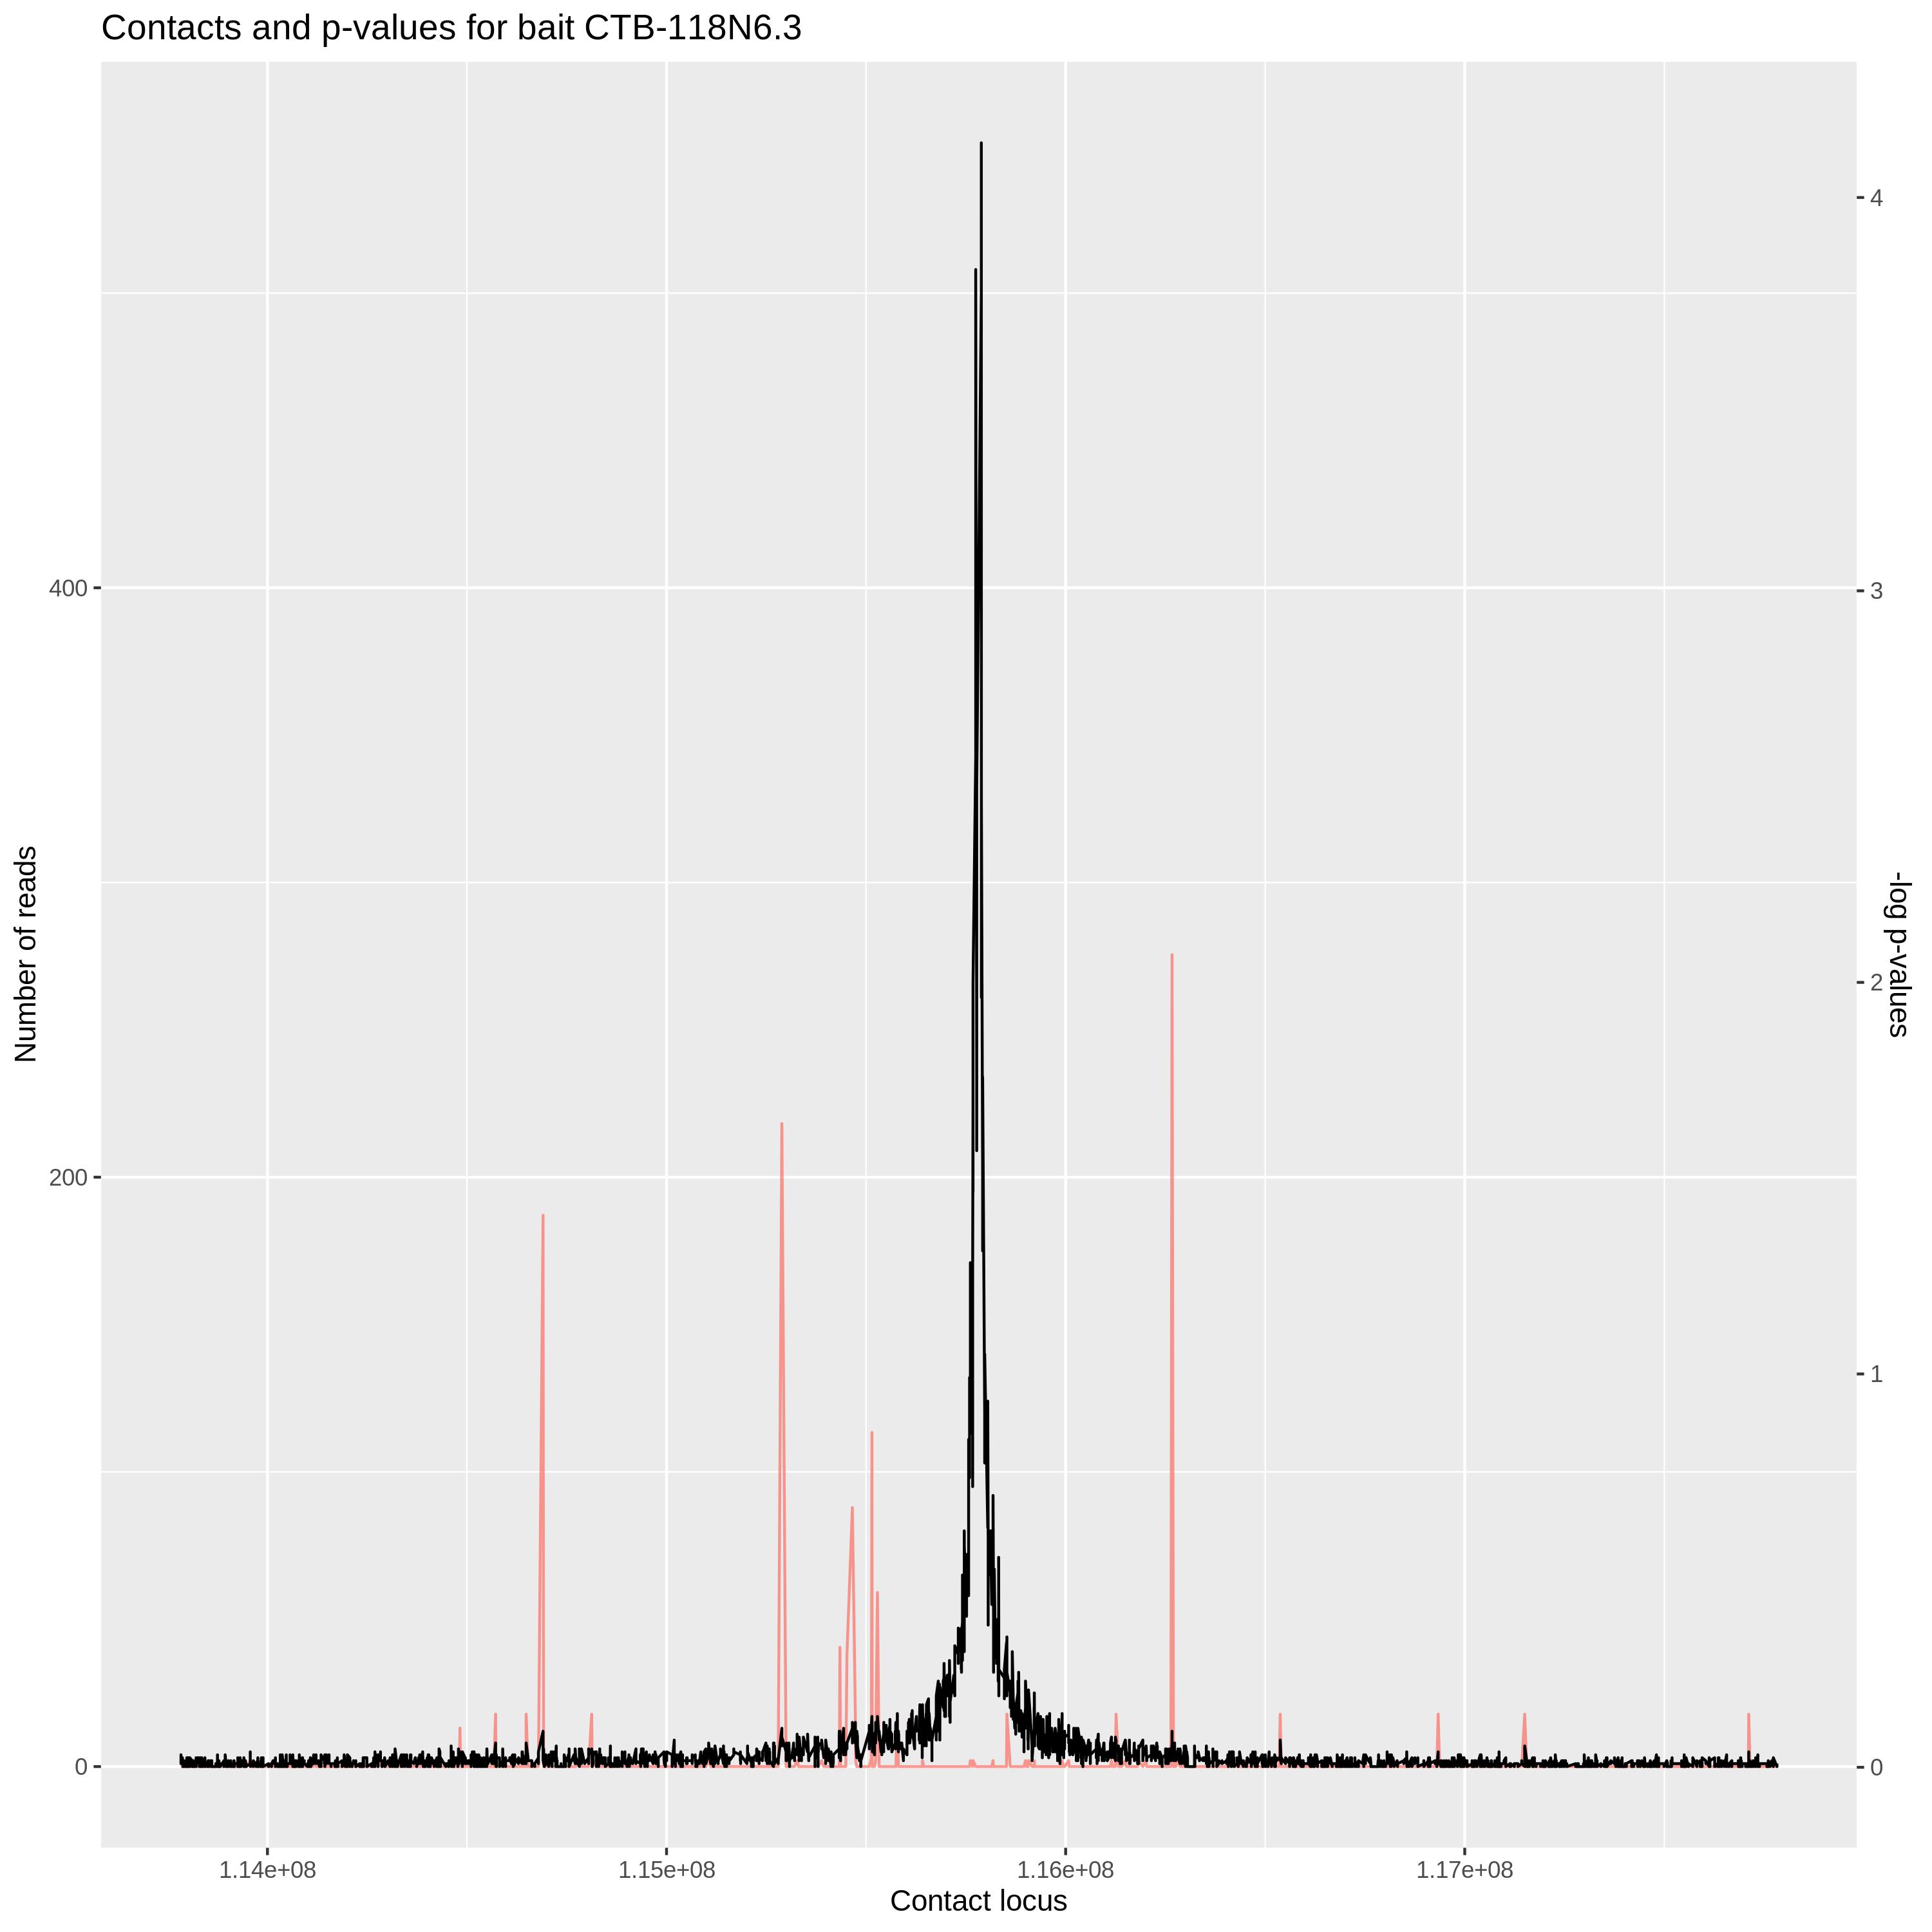 Contacts and p-values for bait CTB-118N6.3
Number of reads
400
200
0
4
3
2
1
0
-log p-values
1.14e+08
1.15e+08
1.16e+08
1.17e+08
Contact locus